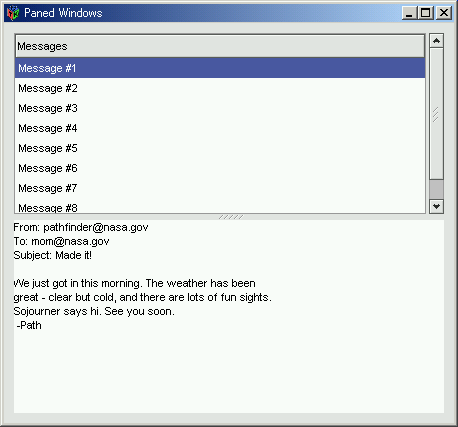 Paned Windows
Messages
Message #1
Message #2
Message #3
Message #4
Message #5
Message #6
Message #7
Message #8
From: pathfinder@nasa.gov
To: mom@nasa.gov
Subject: Made it!
We just got in this morning. The weather has been
great - clear but cold, and there are lots of fun sights.
Sojourner says hi. See you soon.
-Path